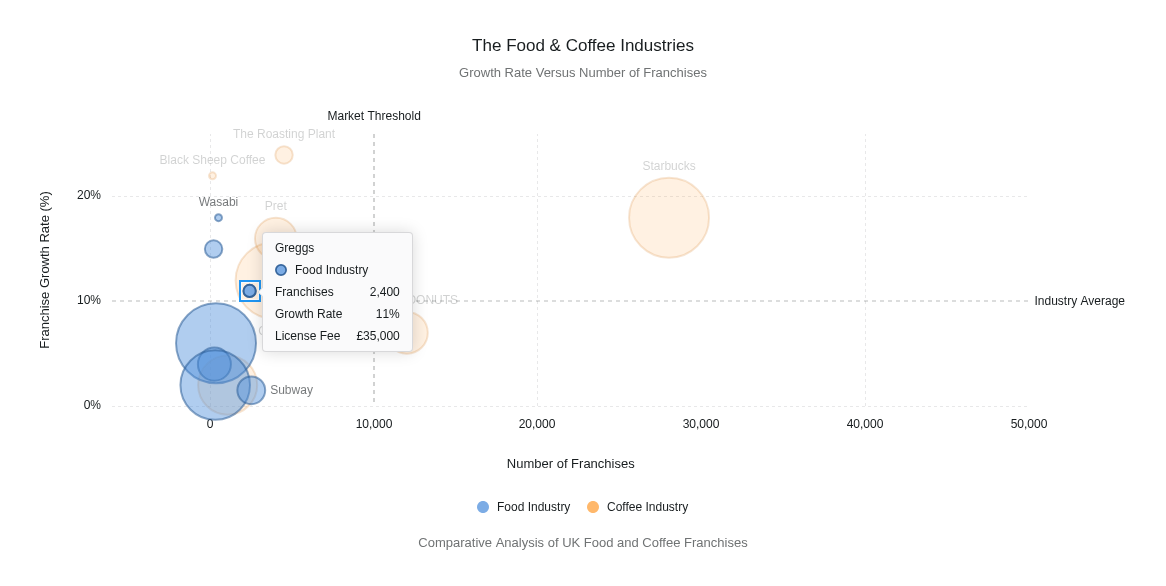 The Food & Coffee Industries
Growth Rate Versus Number of Franchises
Market Threshold
The Roasting Plant
Black Sheep Coffee
Starbucks
20%
Wasabi
Pret
Greggs
Food Industry
Franchises 2,400
Growth Rate 11%
License Fee £35,000
10%
DONUTS
Industry Average
Franchise Growth Rate (%)
Subway
0%
0
10,000
20,000
30,000
40,000
50,000
Number of Franchises
Food Industry
Coffee Industry
Comparative Analysis of UK Food and Coffee Franchises